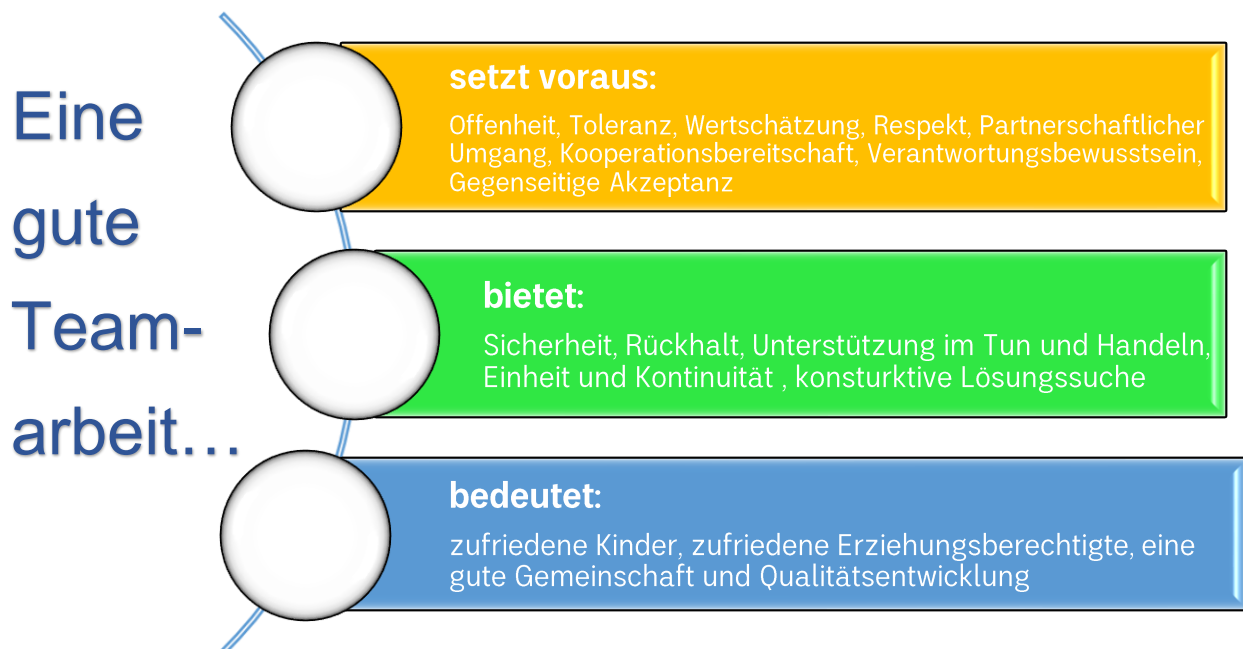 Eine
gute
Team-
arbeit...
setzt voraus:
Offenheit, Toleranz, Wertschätzung, Respekt, Partnerschaftlicher
Umgang, Kooperationsbereitschaft, Verantwortungsbewusstsein,
Gegenseitige Akzeptanz
bietet:
Sicherheit, Rückhalt, Unterstützung im Tun und Handeln,
Einheit und Kontinuität , konsturktive Lösungssuche
bedeutet:
zufriedene Kinder, zufriedene Erziehungsberechtigte, eine
gute Gemeinschaft und Qualitätsentwicklung